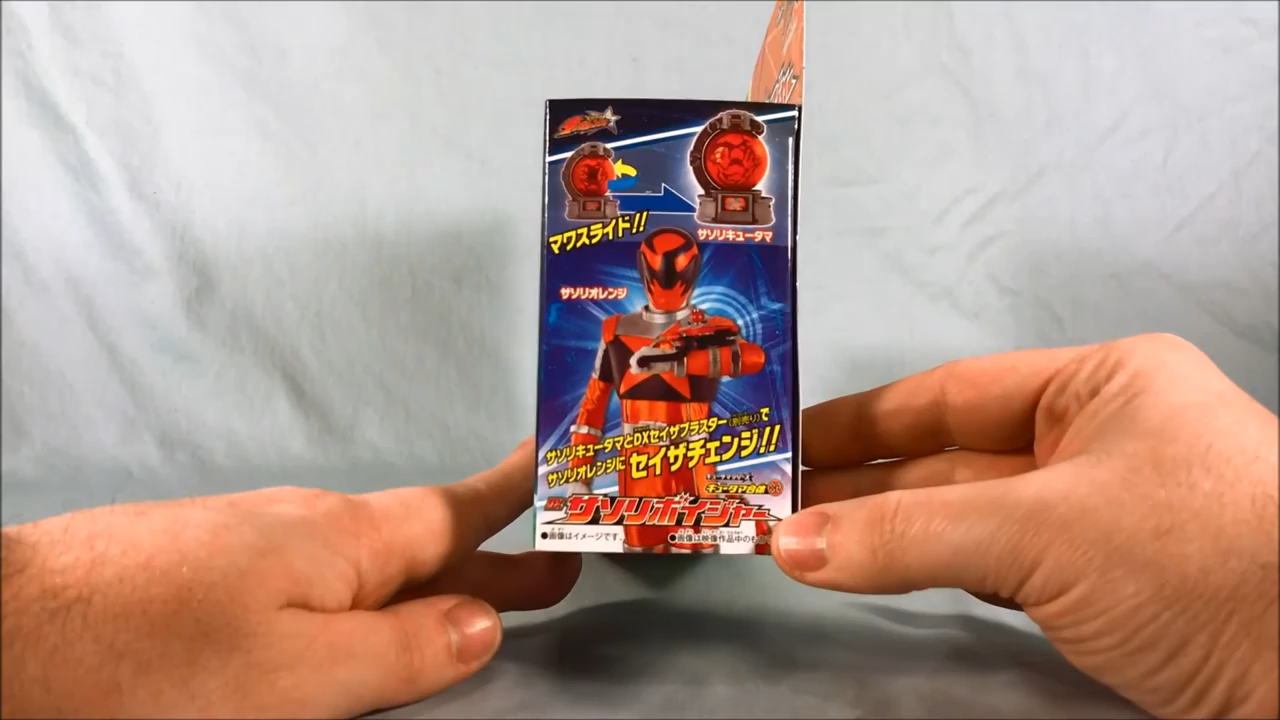 マワスライド!!
サソリキュータマ
サソリオレンジ
サソリキュータマとDXセイザブラスター(別売り)で
サソリオレンジに セイザチェンジ!!
キュータマ合体
DX サソリボイジャー
●画像はイメージです。
●画像は映像作品中のもの